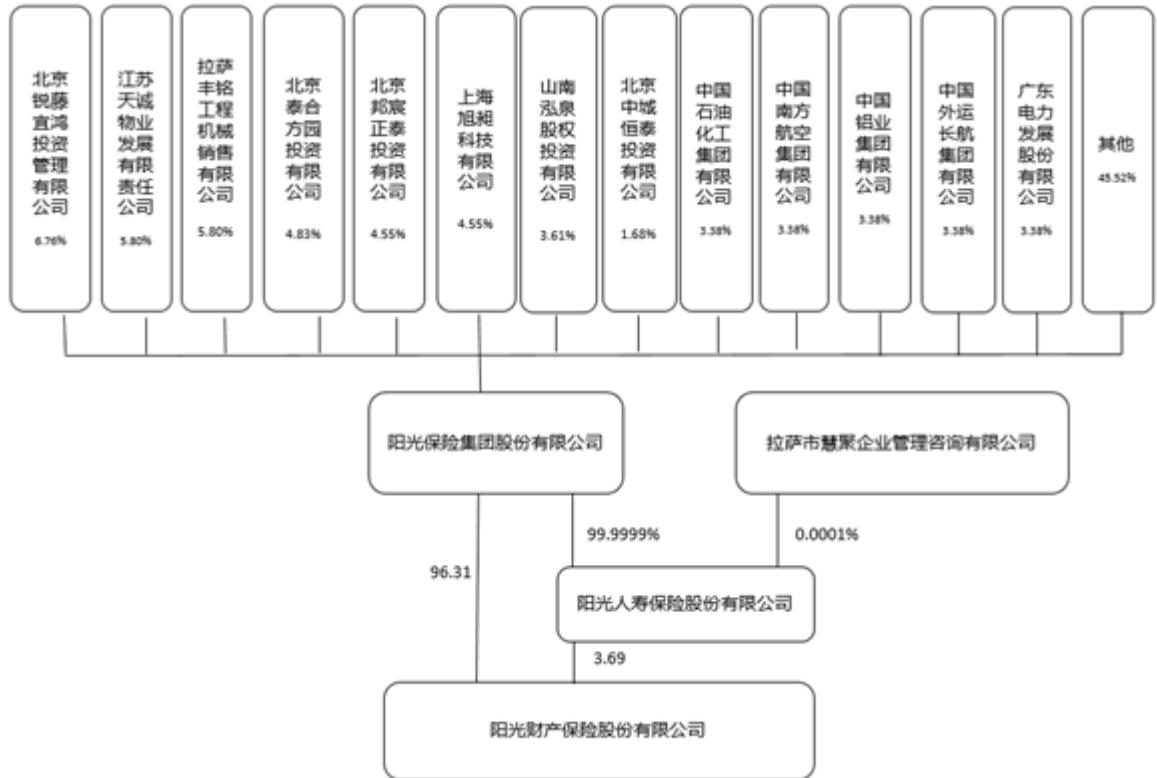 北京
锐藤
宜鸿
投资
管理
有限
公司
6.76%
江苏
天诚
物业
发展
有限
责任
公司
5.80%
拉萨
丰铭
工程
机械
销售
有限
公司
5.80%
北京
泰合
方园
投资
有限
公司
4.83%
北京
邦宸
正泰
投资
有限
公司
4.55%
上海
旭昶
科技
有限
公司
4.55%
山南
泓泉
股权
投资
有限
公司
3.61%
北京
中城
恒泰
投资
有限
公司
1.68%
中国
石油
化工
集团
有限
公司
3.38%
中国
南方
航空
集团
有限
公司
3.38%
中国
铝业
集团
有限
公司
3.38%
中国
外运
长航
集团
有限
公司
3.38%
广东
电力
发展
股份
有限
公司
3.38%
其他
45.52%
阳光保险集团股份有限公司
拉萨市慧聚企业管理咨询有限公司
99.9999%
0.0001%
96.31
阳光人寿保险股份有限公司
3.69
阳光财产保险股份有限公司